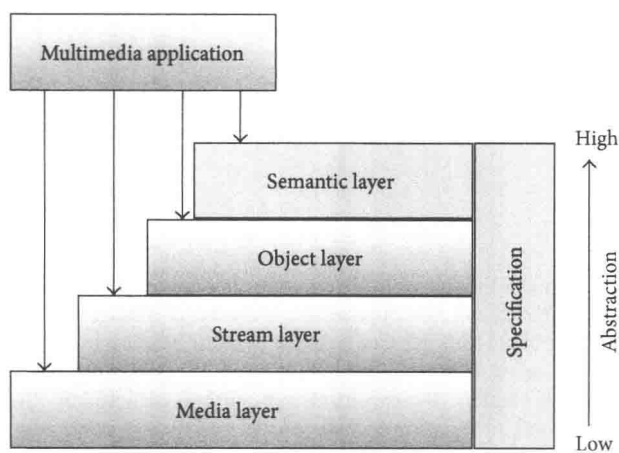 Multimedia application
High
Semantic layer
Object layer
Specification
Abstraction
Stream layer
Media layer
Low